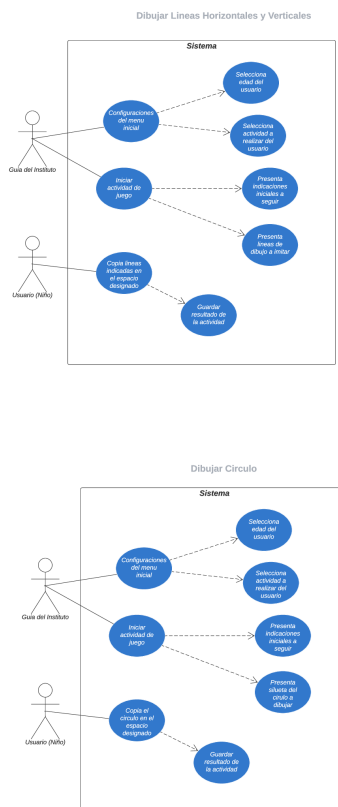 Dibujar Lineas Horizontales y Verticales
Sistema
Selecciona
edad del
usuario
Configuraciones
del menu
inicial
Selecciona
actividad a
realizar del
usuario
Guia del Instituto
Iniciar
actividad de
juego
Presenta
indicaciones
iniciales a
seguir
Presenta
lineas de
dibujo a imitar
Copia lineas
indicadas en
el espacio
designado
Usuario (Niño)
Guardar
resultado de
la actividad
Dibujar Circulo
Sistema
Selecciona
edad del
usuario
Configuraciones
del menu
inicial
Selecciona
actividad a
realizar del
usuario
Guia del Instituto
Iniciar
actividad de
juego
Presenta
indicaciones
iniciales a
seguir
Presenta
silueta del
cirulo a
dibujar
Copia el
circulo en el
espacio
designado
Usuario (Niño)
Guardar
resultado de
la actividad